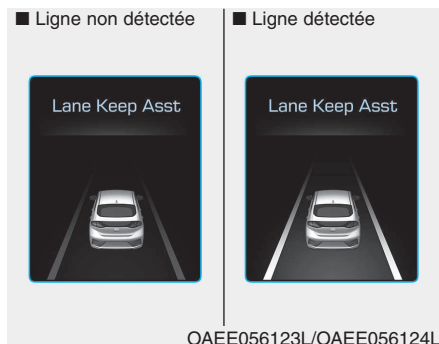 ■ Ligne non détectée
■ Ligne détectée
Lane Keep Asst
Lane Keep Asst
OAEE056123L/OAEE056124L